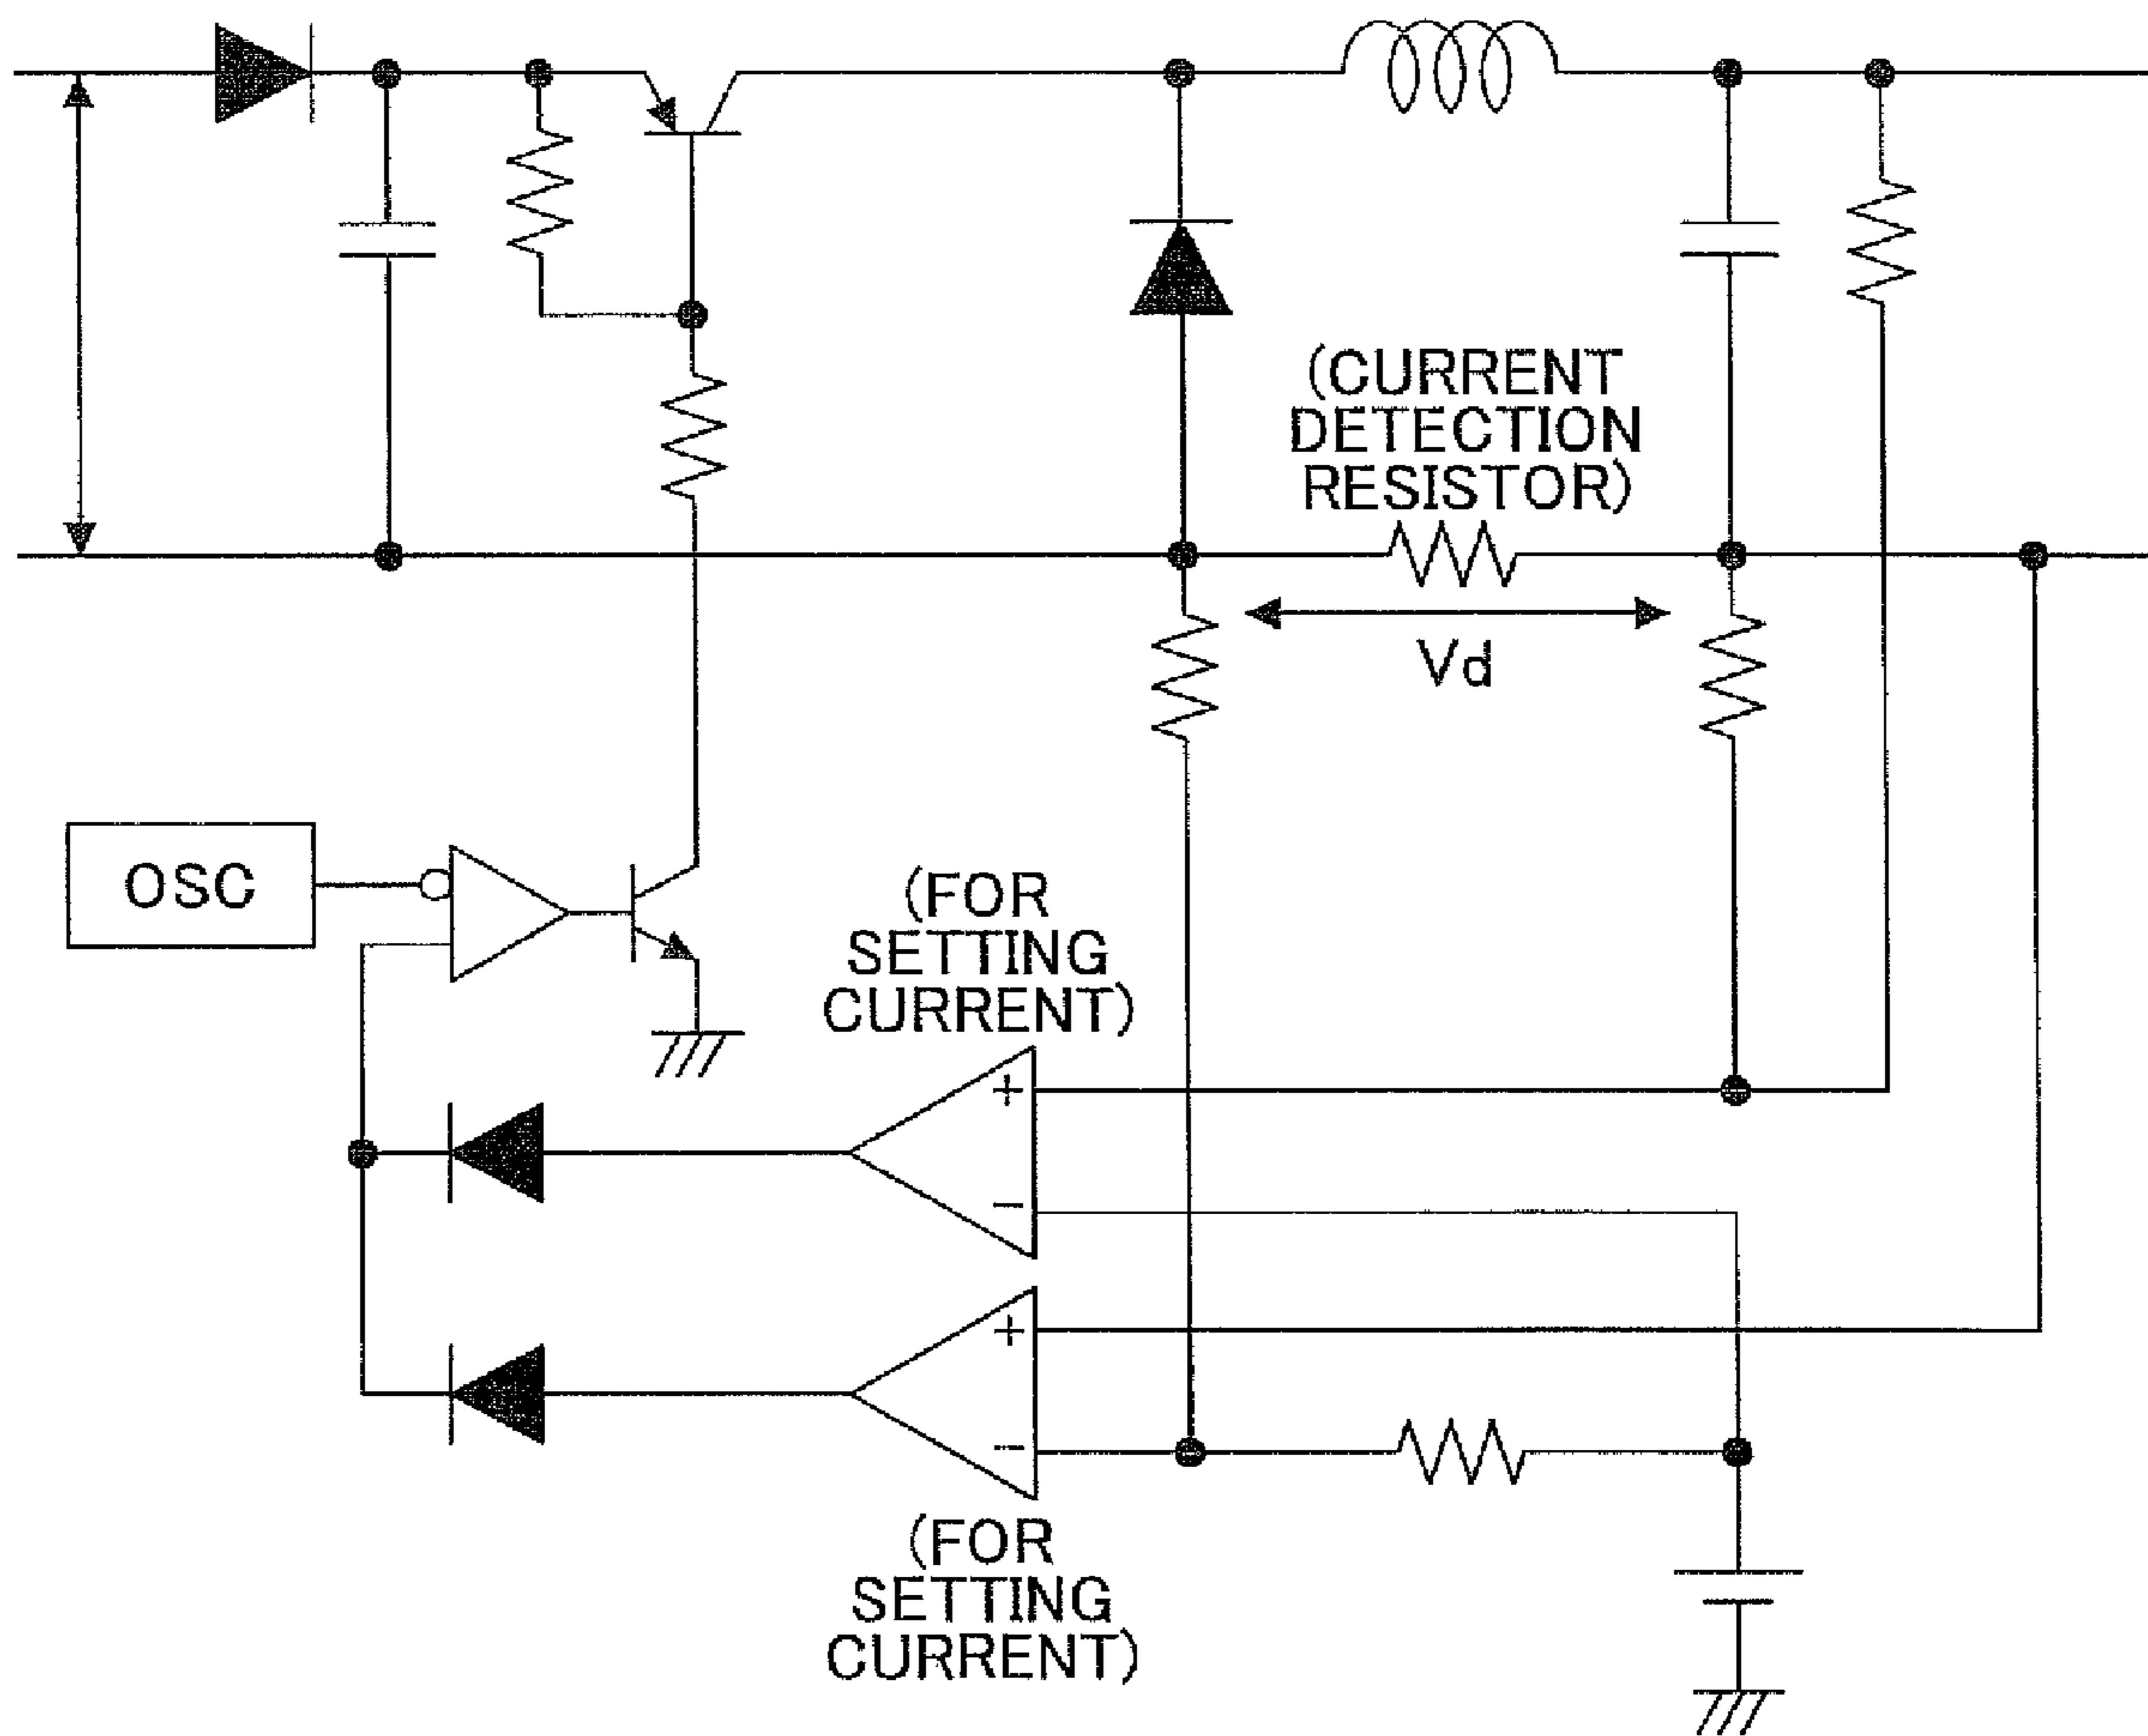 (CURRENT
DETECTION
RESISTOR)
Vd
OSC
(FOR
SETTING
CURRENT)
+
−
+
−
(FOR
SETTING
CURRENT)